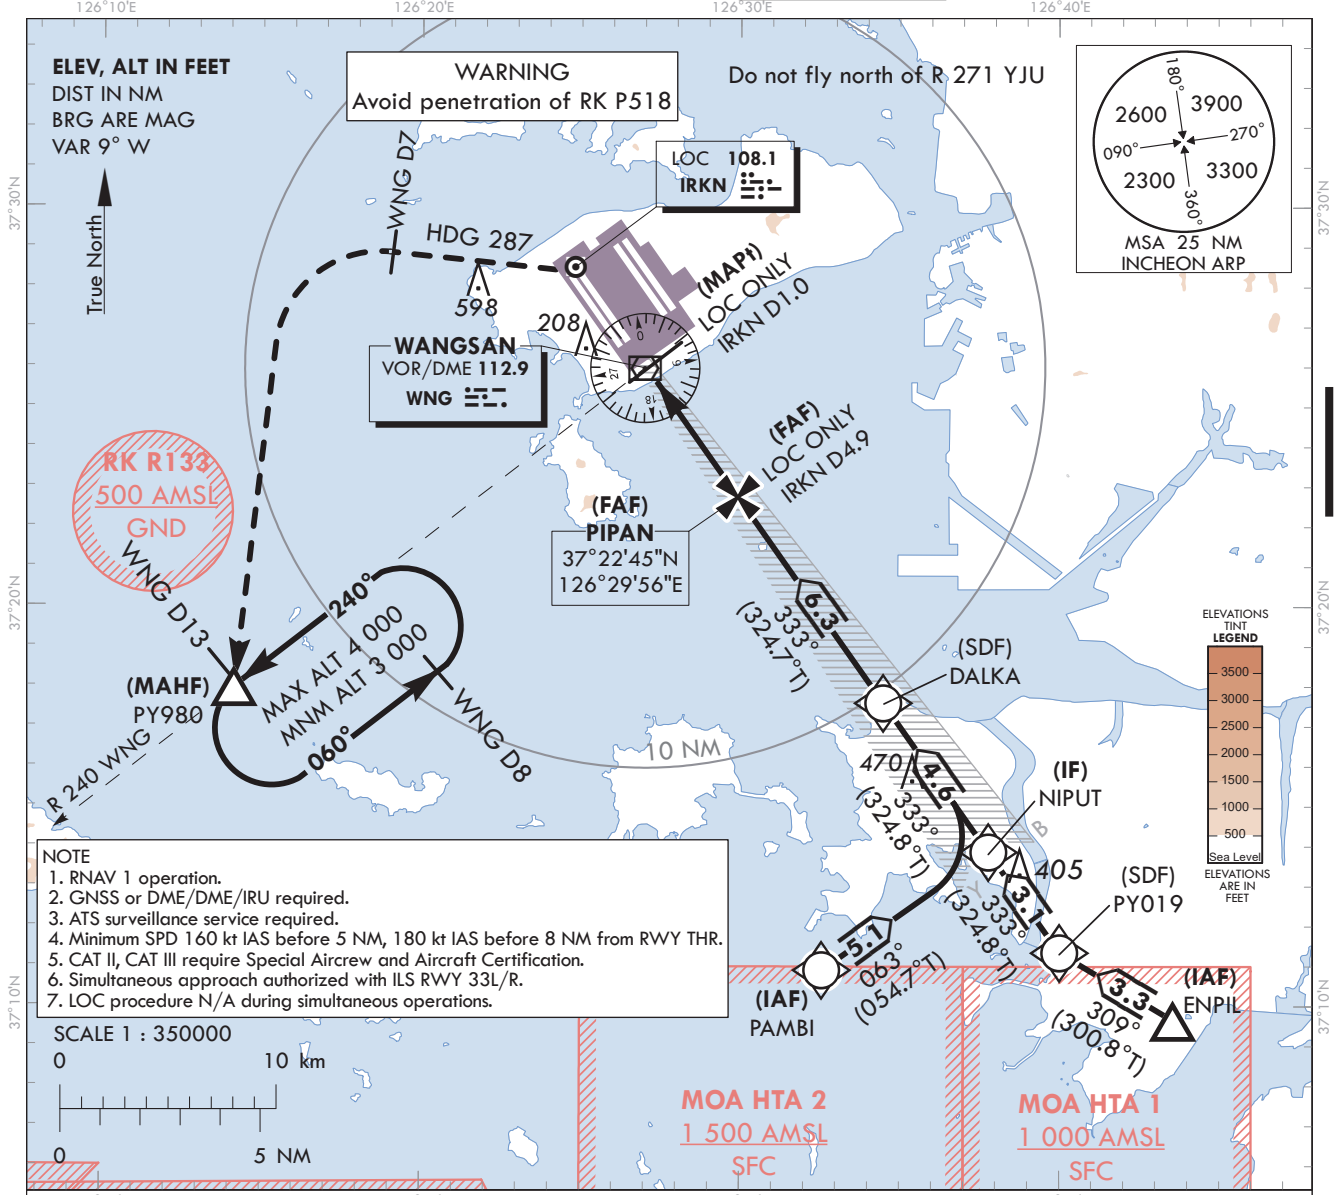 126°10'E
126°20'E
126°30'E
126°40'E
ELEV, ALT IN FEET
DIST IN NM
BRG ARE MAG
VAR 9° W
True North
WARNING
Avoid penetration of RK P518
Do not fly north of R 271 YJU
180°
2600
3900
270°
090°
2300
3300
360°
MSA 25 NM
INCHEON ARP
37°30'N
37°30'N
WNG D7
LOC 108.1
IRKN
HDG 287
598
208
(MAPt)
LOC ONLY
IRKN D1.0
WANGSAN
VOR/DME 112.9
WNG
0
9
18
27
RK R133
500 AMSL
GND
(FAF)
LOC ONLY
IRKN D4.9
(FAF)
PIPAN
37°22'45"N
126°29'56"E
WNG D13
240°
MAX ALT 4 000
MNM ALT 3 000
060°
WNG D8
(MAHF)
PY980
R 240 WNG
37°20'N
37°20'N
6.3
333°
(324.7°T)
(SDF)
DALKA
10 NM
470
4.6
333°
(324.8°T)
(IF)
NIPUT
B
Y
405
3.1
333°
(324.8°T)
(SDF)
PY019
5.1
063°
(054.7°T)
(IAF)
PAMBI
3.3
309°
(300.8°T)
(IAF)
ENPIL
ELEVATIONS
TINT
LEGEND
3500
3000
2500
2000
1500
1000
500
Sea Level
ELEVATIONS
ARE IN
FEET
NOTE
1. RNAV 1 operation.
2. GNSS or DME/DME/IRU required.
3. ATS surveillance service required.
4. Minimum SPD 160 kt IAS before 5 NM, 180 kt IAS before 8 NM from RWY THR.
5. CAT II, CAT III require Special Aircrew and Aircraft Certification.
6. Simultaneous approach authorized with ILS RWY 33L/R.
7. LOC procedure N/A during simultaneous operations.
37°10'N
37°10'N
SCALE 1 : 350000
0
10 km
0
5 NM
MOA HTA 2
1 500 AMSL
SFC
MOA HTA 1
1 000 AMSL
SFC